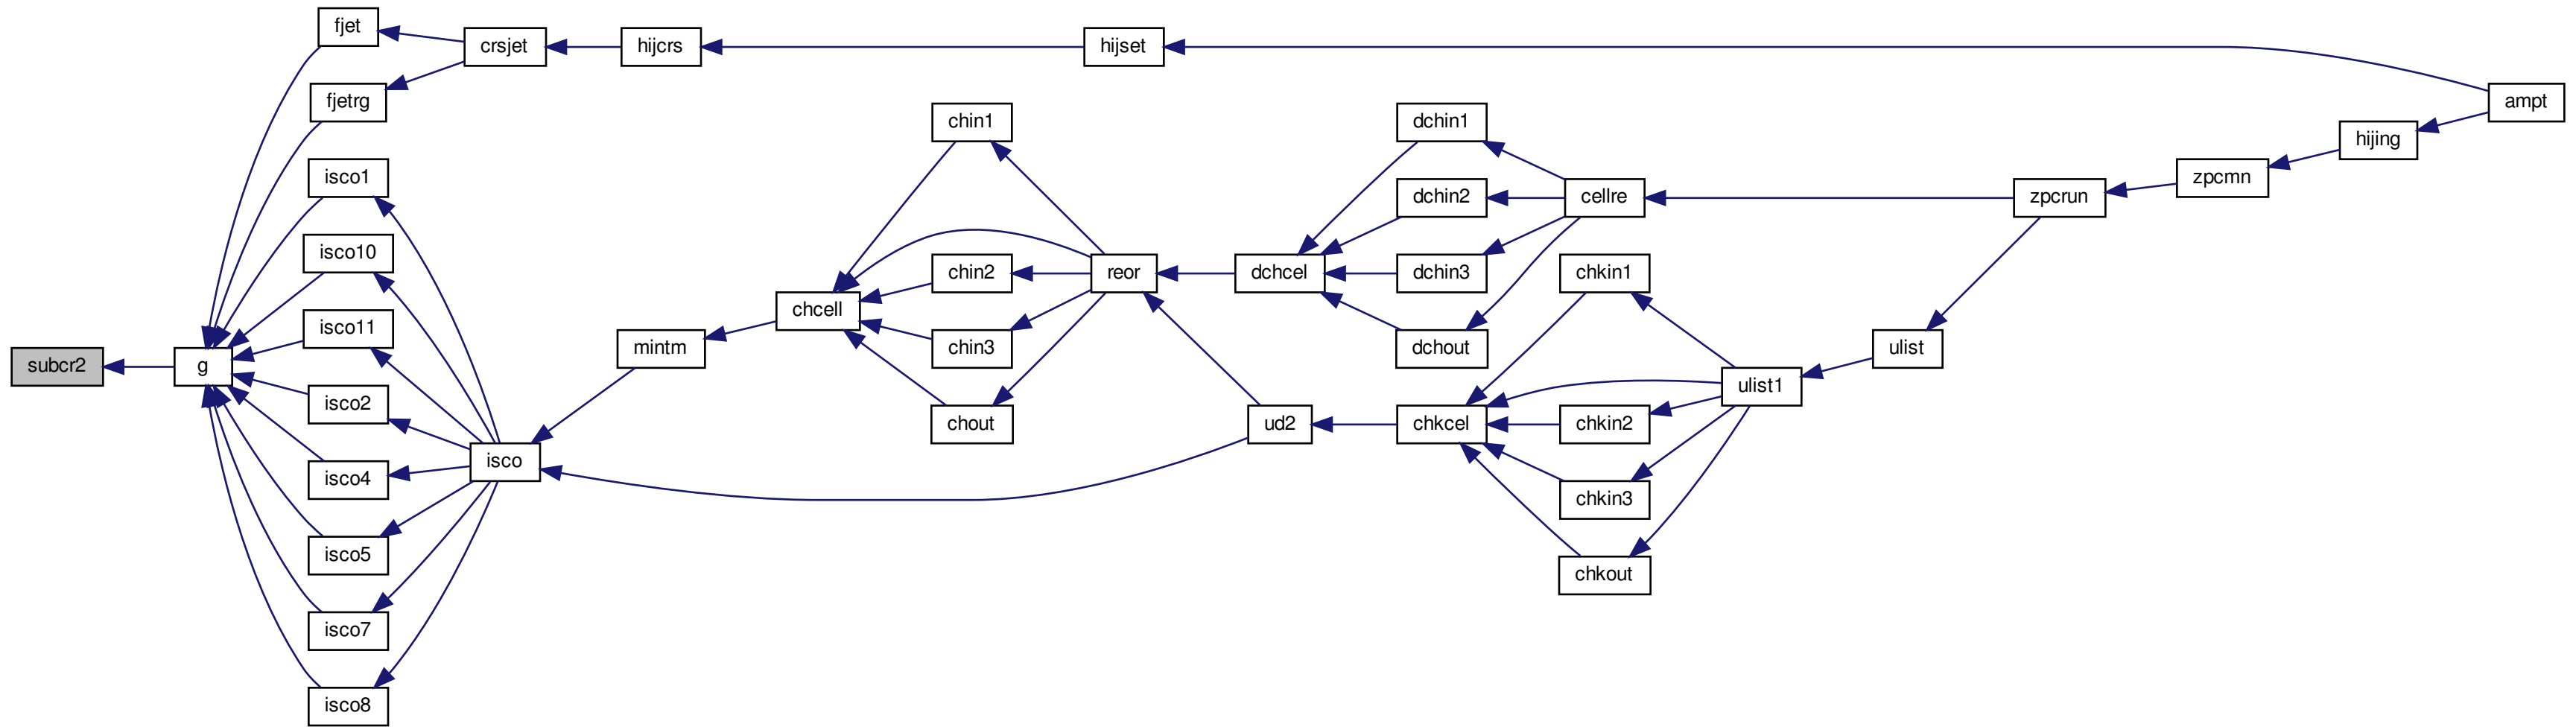 subcr2
g
fjet
fjetrg
isco1
isco10
isco11
isco2
isco4
isco5
isco7
isco8
crsjet
isco
hijcrs
mintm
chcell
chin1
chin2
chin3
chout
hijset
reor
dchcel
ud2
dchin1
dchin2
dchin3
dchout
chkcel
cellre
chkin1
chkin2
chkin3
chkout
ulist1
ulist
zpcrun
zpcmn
hijing
ampt